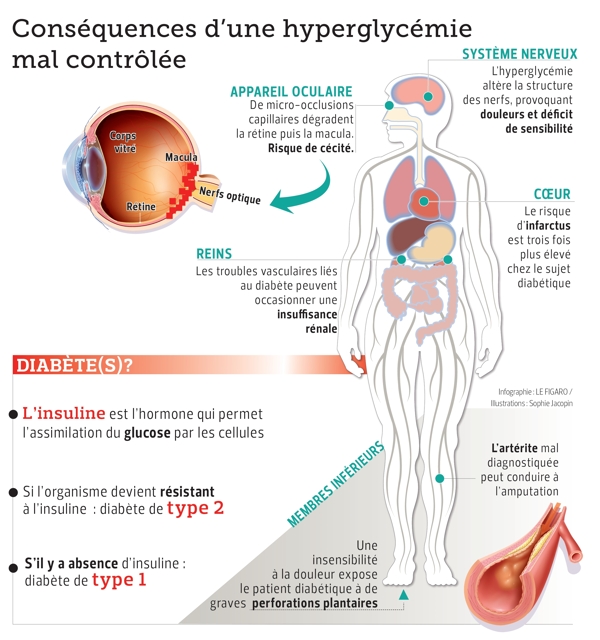 Conséquences d'une hyperglycémie
mal contrôlée
SYSTÈME NERVEUX
L'hyperglycémie
altère la structure
des nerfs, provoquant
douleurs et déficit
de sensibilité
APPAREIL OCULAIRE
De micro-occlusions
capillaires dégradent
la rétine puis la macula.
Risque de cécité.
Corps
vitré
Macula
Nerfs optique
Rétine
CŒUR
Le risque
d'infarctus
est trois fois
plus élevé
chez le sujet
diabétique
REINS
Les troubles vasculaires liés
au diabète peuvent
occasionner une
insuffisance
rénale
DIABÈTE(S)?
Infographie : LE FIGARO /
Illustrations : Sophie Jacopin
L'insuline est l'hormone qui permet
l'assimilation du glucose par les cellules
Si l'organisme devient résistant
à l'insuline : diabète de type 2
S'il y a absence d'insuline :
diabète de type 1
MEMBRES INFÉRIEURS
L'artérite mal
diagnostiquée
peut conduire à
l'amputation
Une
insensibilité
à la douleur expose
le patient diabétique à de
graves perforations plantaires